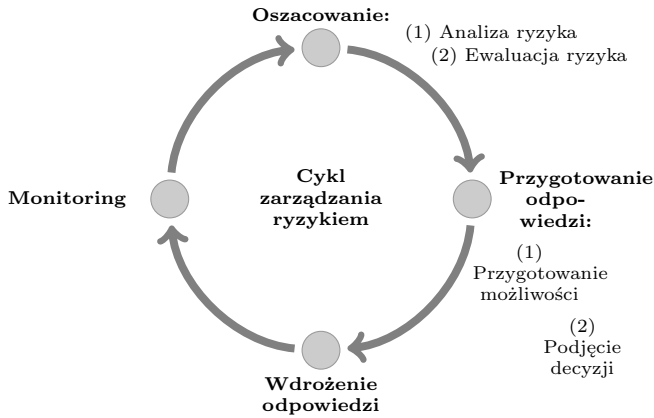 Oszacowanie:
(1) Analiza ryzyka
(2) Ewaluacja ryzyka
Przygotowanie
odpo-
wiedzi:
(1)
Przygotowanie
możliwości
(2)
Podjęcie
decyzji
Wdrożenie
odpowiedzi
Monitoring
Cykl
zarządzania
ryzykiem